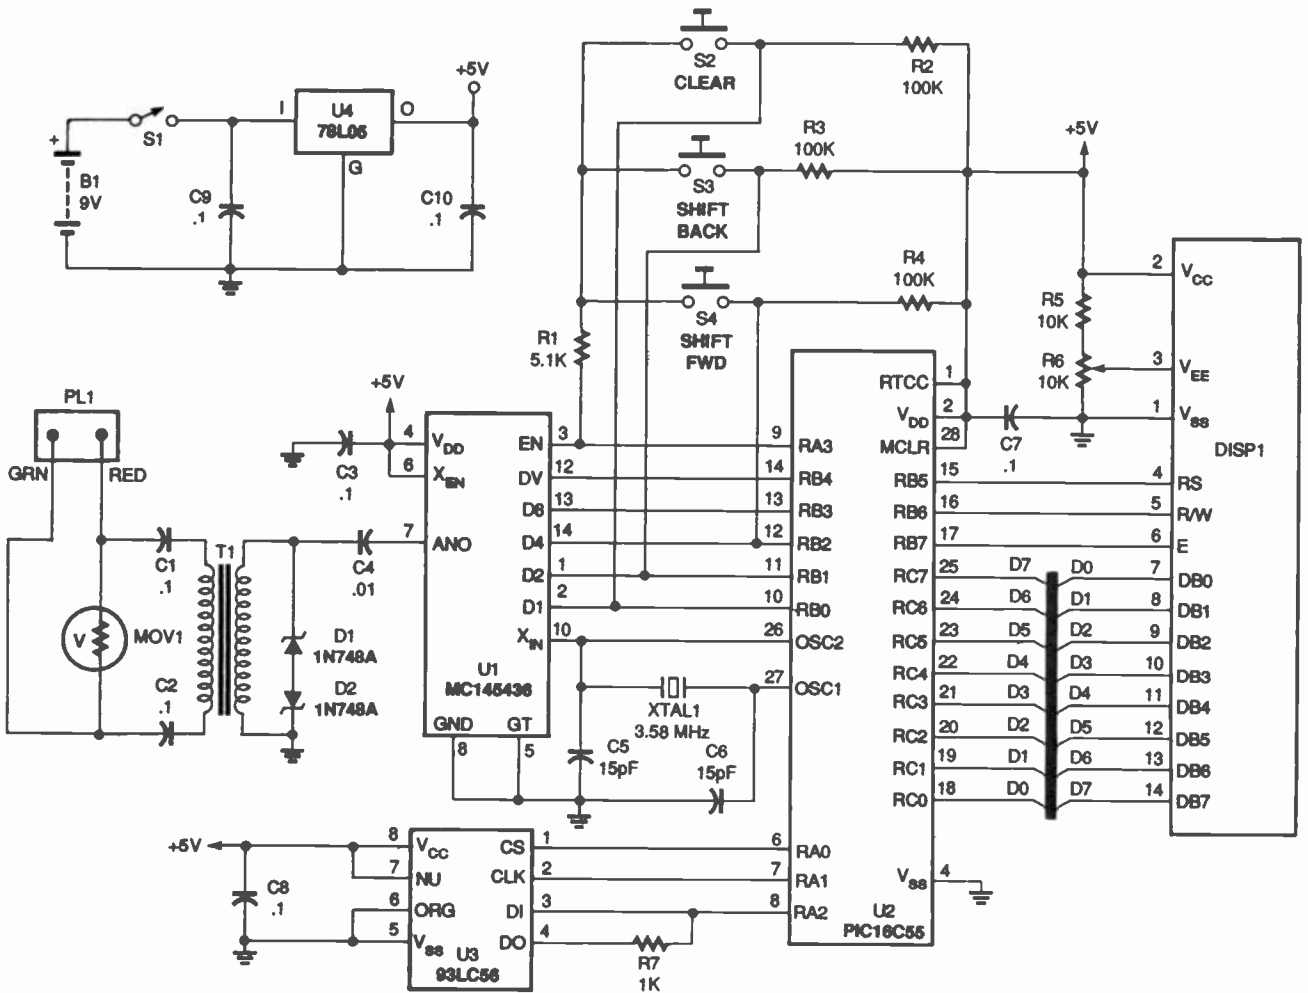 S2
CLEAR
R2
100K
+5V
I
U4
78L05
O
G
S1
+
B1
9V
C9
.1
C10
.1
S3
SHIFT
BACK
R3
100K
+5V
S4
SHIFT
FWD
R4
100K
R1
5.1K
R5
10K
R6
10K
2 VCC
3 VEE
1 VSS
DISP1
4 RS
5 R/W
6 E
7 DB0
8 DB1
9 DB2
10 DB3
11 DB4
12 DB5
13 DB6
14 DB7
PL1
GRN
RED
C1
.1
C2
.1
MOV1
V
T1
D1
1N748A
D2
1N748A
C4
.01
+5V
C3
.1
4 VDD
6 XEN
7 ANO
EN 3
DV 12
D8 13
D4 14
D2 1
D1 2
XIN 10
U1
MC145436
GND
8
GT
5
C5
15pF
XTAL1
3.58 MHz
C6
15pF
9 RA3
14 RB4
13 RB3
12 RB2
11 RB1
10 RB0
26 OSC2
27 OSC1
6 RA0
7 RA1
8 RA2
RTCC 1
VDD 2
MCLR 28
RB5 15
RB6 16
RB7 17
RC7 25
RC6 24
RC5 23
RC4 22
RC3 21
RC2 20
RC1 19
RC0 18
VSS 4
U2
PIC16C55
C7
.1
D7 D0
D6 D1
D5 D2
D4 D3
D3 D4
D2 D5
D1 D6
D0 D7
+5V
C8
.1
8 VCC
7 NU
6 ORG
5 VSS
CS 1
CLK 2
DI 3
DO 4
U3
93LC56
R7
1K